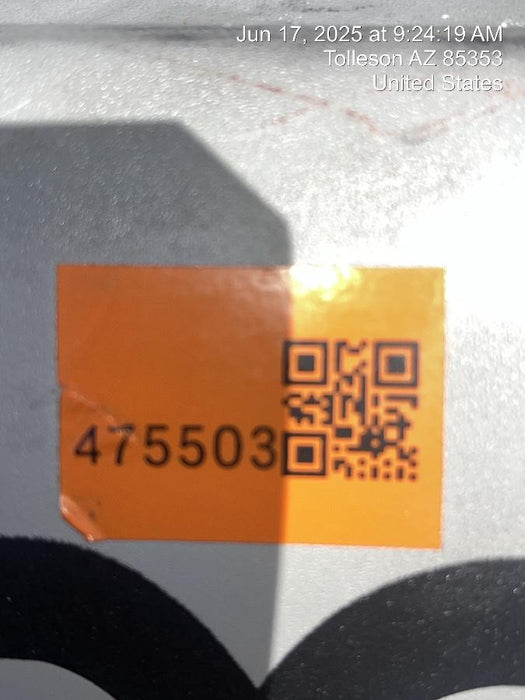 Jun 17, 2025 at 9:24:19 AM
Tolleson AZ 85353
United States
475503